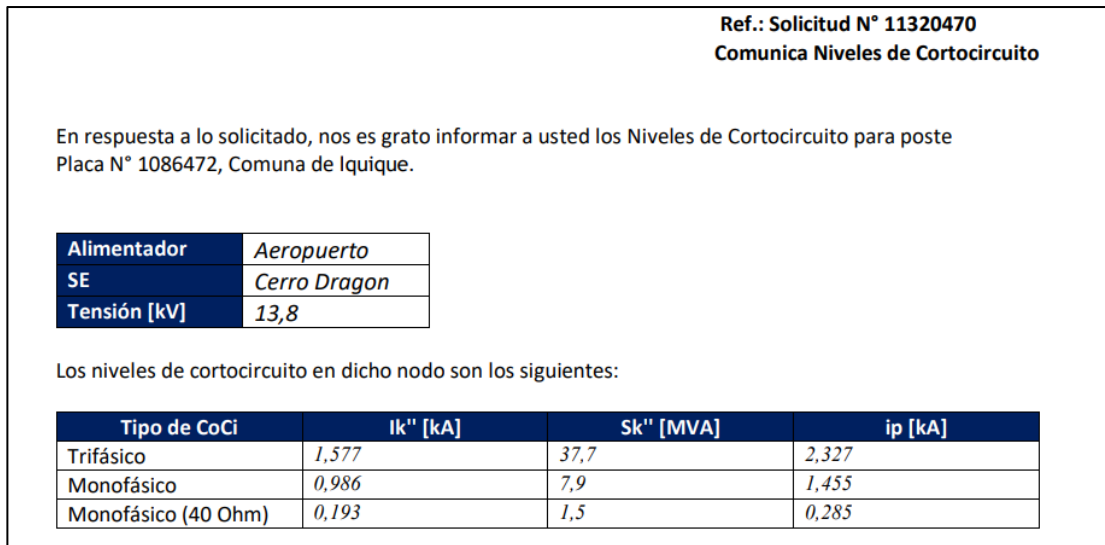 Ref.: Solicitud N° 11320470
Comunica Niveles de Cortocircuito
En respuesta a lo solicitado, nos es grato informar a usted los Niveles de Cortocircuito para poste
Placa N° 1086472, Comuna de Iquique.
Alimentador Aeropuerto
SE Cerro Dragon
Tensión [kV] 13,8
Los niveles de cortocircuito en dicho nodo son los siguientes:
Tipo de CoCi Ik'' [kA] Sk'' [MVA] ip [kA]
Trifásico 1,577 37,7 2,327
Monofásico 0,986 7,9 1,455
Monofásico (40 Ohm) 0,193 1,5 0,285